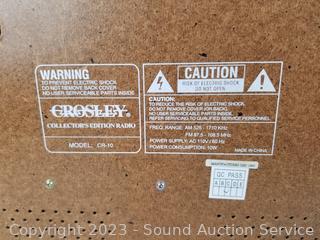 WARNING
TO PREVENT ELECTRIC SHOCK
DO NOT REMOVE BACK COVER
NO USER SERVICEABLE PARTS INSIDE
CROSLEY
COLLECTOR'S EDITION RADIO
MODEL: CR-10
CAUTION
RISK OF ELECTRIC SHOCK
DO NOT OPEN
CAUTION:
TO REDUCE THE RISK OF ELECTRIC SHOCK,
DO NOT REMOVE COVER (OR BACK).
NO USER-SERVICEABLE PARTS INSIDE.
REFER SERVICING TO QUALIFIED SERVICE PERSONNEL.
FREQ. RANGE: AM 525 - 1710 KHz
FM 87.5 - 108.5 MHz
POWER SUPPLY: AC 110V / 60 Hz
POWER CONSUMPTION: 10W
MADE IN CHINA
QC PASS
A B C D E
Copyright 2023 - Sound Auction Service